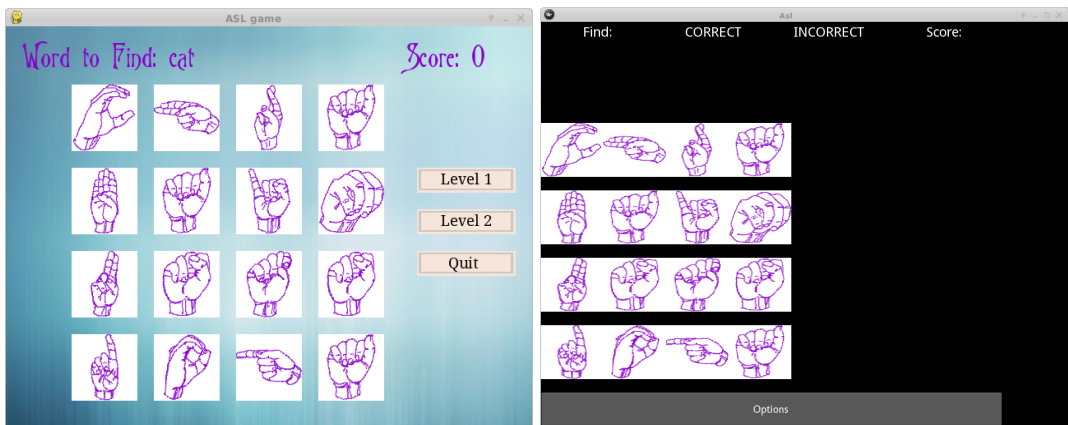 ASL game
Word to Find: cat
Score: 0
Level 1
Level 2
Quit
Asl
Find: CORRECT INCORRECT Score:
Options